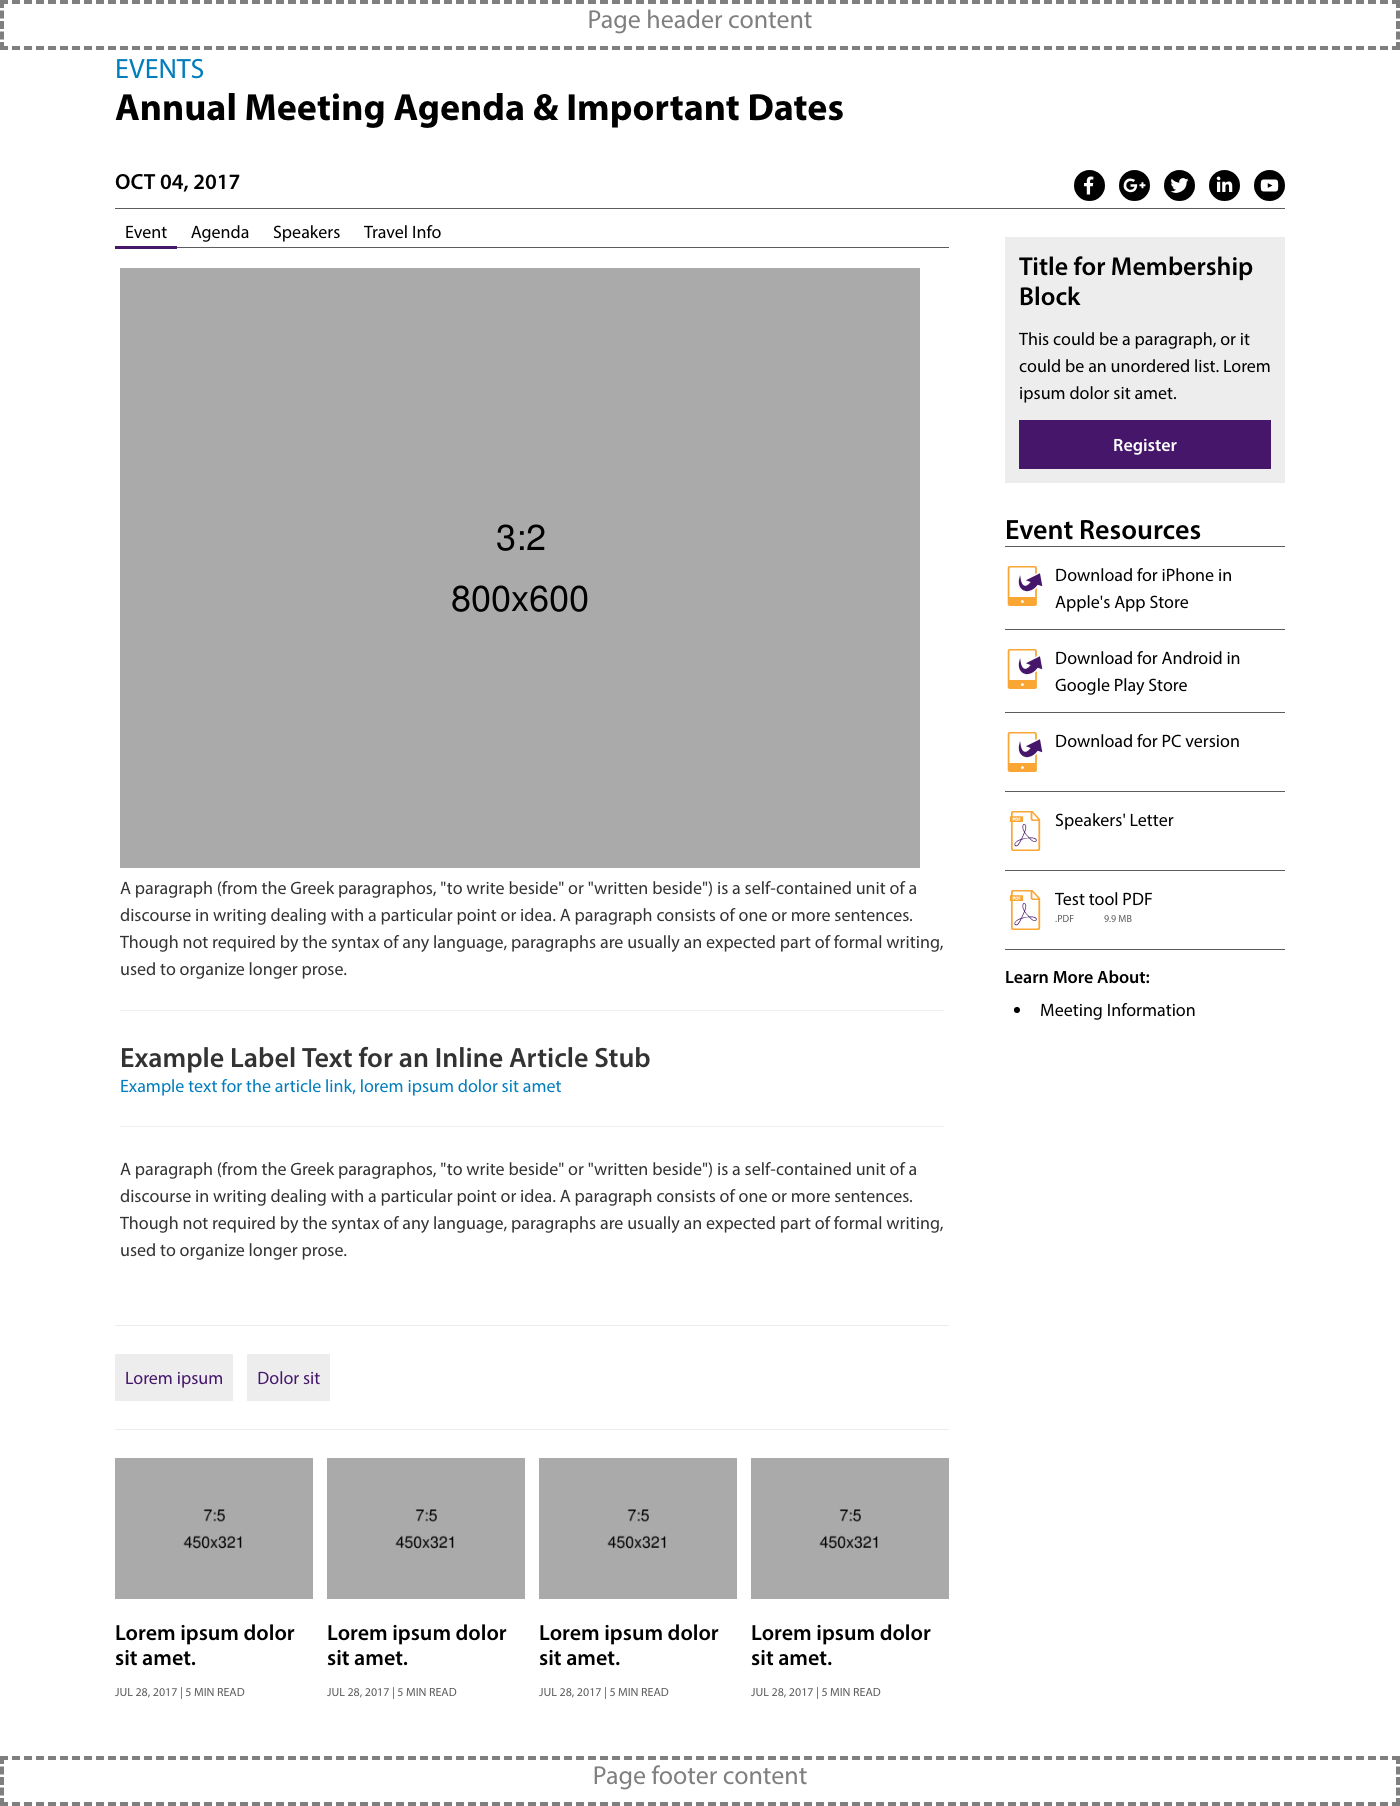 Page header content
EVENTS
Annual Meeting Agenda & Important Dates
OCT 04, 2017
Event Agenda Speakers Travel Info
3:2
800x600
A paragraph (from the Greek paragraphos, "to write beside" or "written beside") is a self-contained unit of a
discourse in writing dealing with a particular point or idea. A paragraph consists of one or more sentences.
Though not required by the syntax of any language, paragraphs are usually an expected part of formal writing,
used to organize longer prose.
Example Label Text for an Inline Article Stub
Example text for the article link, lorem ipsum dolor sit amet
A paragraph (from the Greek paragraphos, "to write beside" or "written beside") is a self-contained unit of a
discourse in writing dealing with a particular point or idea. A paragraph consists of one or more sentences.
Though not required by the syntax of any language, paragraphs are usually an expected part of formal writing,
used to organize longer prose.
Lorem ipsum Dolor sit
7:5
450x321
Lorem ipsum dolor
sit amet.
JUL 28, 2017 | 5 MIN READ
7:5
450x321
Lorem ipsum dolor
sit amet.
JUL 28, 2017 | 5 MIN READ
7:5
450x321
Lorem ipsum dolor
sit amet.
JUL 28, 2017 | 5 MIN READ
7:5
450x321
Lorem ipsum dolor
sit amet.
JUL 28, 2017 | 5 MIN READ
Title for Membership
Block
This could be a paragraph, or it
could be an unordered list. Lorem
ipsum dolor sit amet.
Register
Event Resources
Download for iPhone in
Apple's App Store
Download for Android in
Google Play Store
Download for PC version
PDF
Speakers' Letter
PDF
Test tool PDF
.PDF 9.9 MB
Learn More About:
• Meeting Information
Page footer content